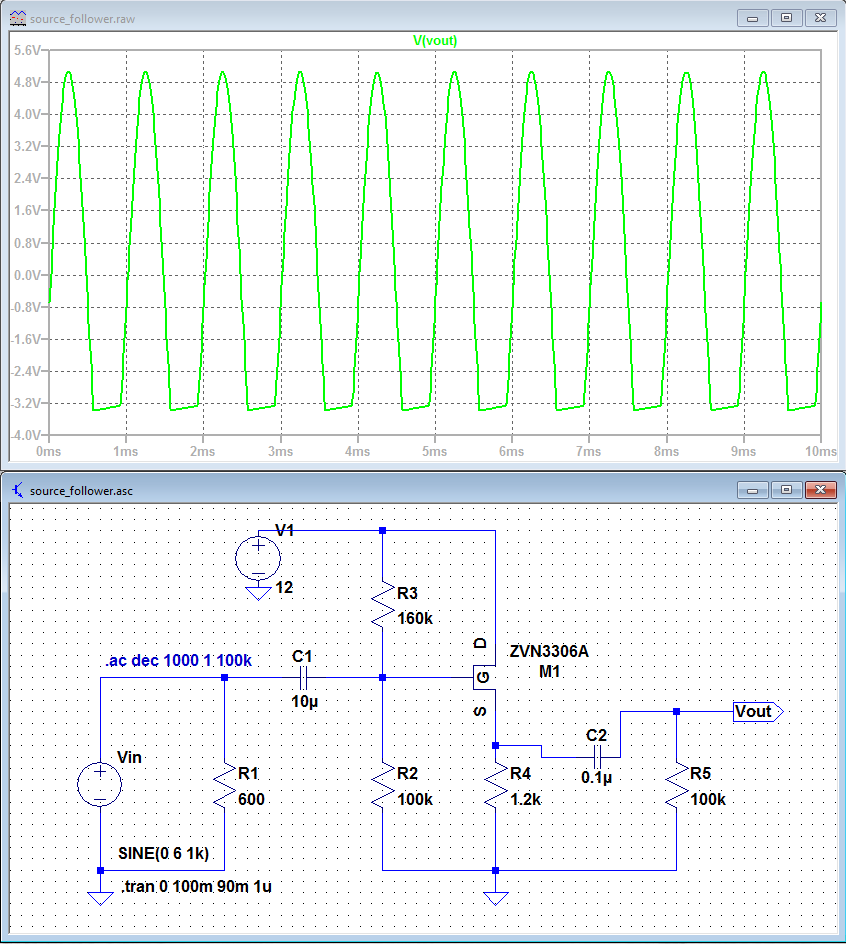 source_follower.raw
V(vout)
5.6V
4.8V
4.0V
3.2V
2.4V
1.6V
0.8V
0.0V
-0.8V
-1.6V
-2.4V
-3.2V
-4.0V
0ms 1ms 2ms 3ms 4ms 5ms 6ms 7ms 8ms 9ms 10ms
source_follower.asc
V1
12
R3
160k
D
ZVN3306A
M1
G
S
.ac dec 1000 1 100k
C1
10µ
Vout
C2
0.1µ
Vin
R1
600
R2
100k
R4
1.2k
R5
100k
SINE(0 6 1k)
.tran 0 100m 90m 1u